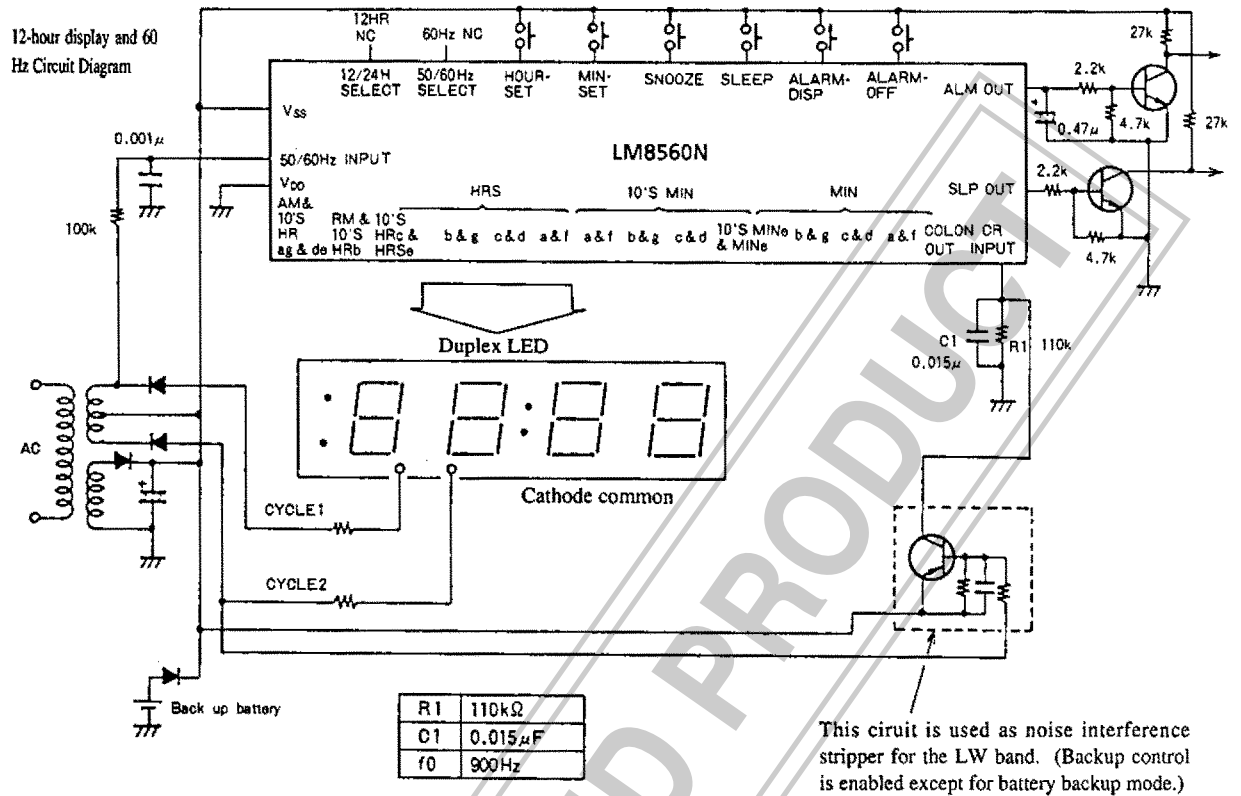 12-hour display and 60
Hz Circuit Diagram
12HR
NC
60Hz NC
12/24H
SELECT
50/60Hz
SELECT
HOUR-
SET
MIN-
SET
SNOOZE
SLEEP
ALARM-
DISP
ALARM-
OFF
ALM OUT
27k
2.2k
4.7k
0.47μ
27k
VSS
0.001μ
50/60Hz INPUT
LM8560N
VDD
HRS
10'S MIN
MIN
SLP OUT
2.2k
4.7k
AM&
10'S
HR
ag & de
RM & 10'S
10'S HRc &
HRb HRSe
b&g c&d a&f a&f b&g c&d
10'S MINe
& MINe
b&g c&d a&f
COLON
OUT
CR
INPUT
100k
Duplex LED
C1
0.015μ
R1
110k
AC
Cathode common
CYCLE1
CYCLE2
Back up battery
R1 110kΩ
C1 0.015μF
f0 900Hz
This ciruit is used as noise interference
stripper for the LW band. (Backup control
is enabled except for battery backup mode.)
ND PRODUCT